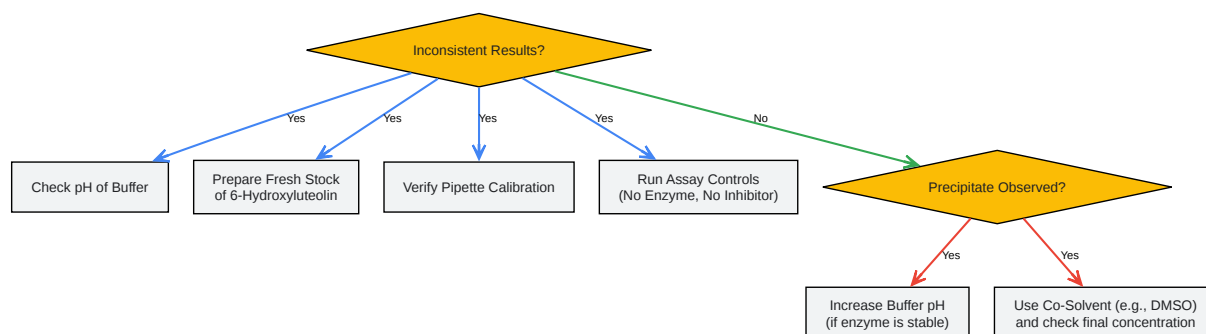 Inconsistent Results?
Yes
Yes
Yes
Yes
No
Check pH of Buffer
Prepare Fresh Stock
of 6-Hydroxyluteolin
Verify Pipette Calibration
Run Assay Controls
(No Enzyme, No Inhibitor)
Precipitate Observed?
Yes
Yes
Increase Buffer pH
(if enzyme is stable)
Use Co-Solvent (e.g., DMSO)
and check final concentration